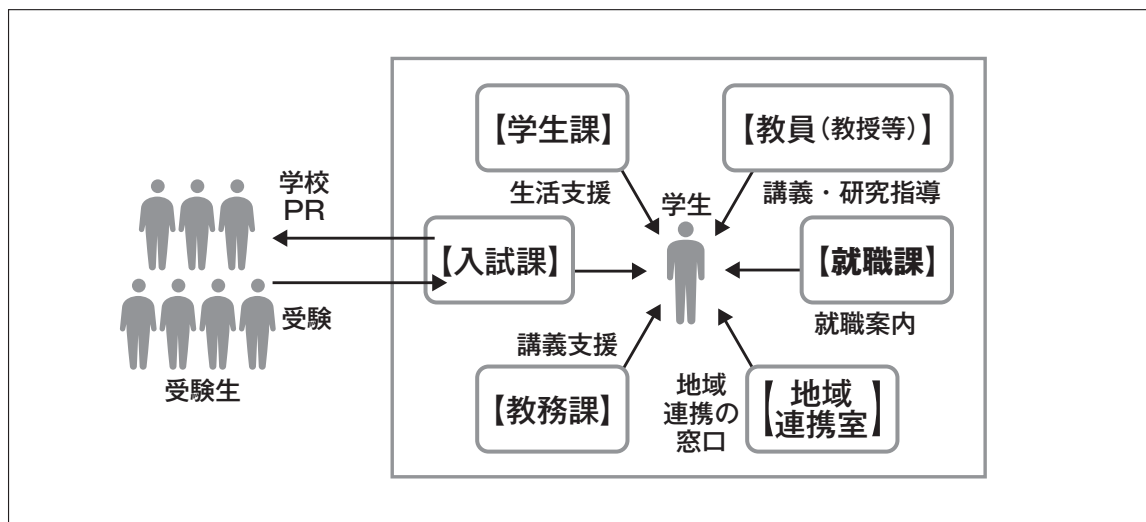 【学生課】
生活支援
【教員（教授等）】
講義・研究指導
学生
学校
PR
【入試課】
受験
受験生
【就職課】
就職案内
講義支援
【教務課】
地域
連携の
窓口
【地域
連携室】